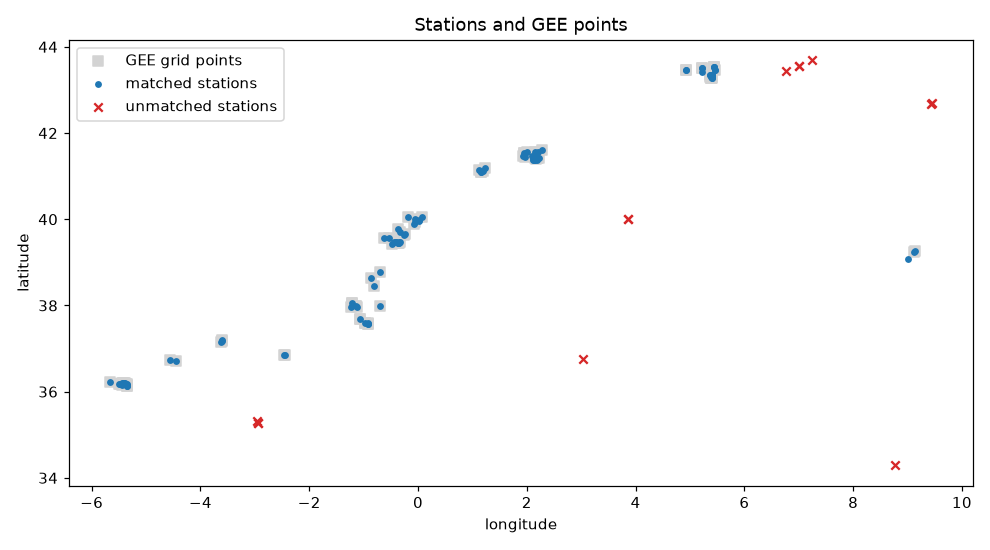 Stations and GEE points
GEE grid points
matched stations
unmatched stations
44
42
40
38
36
34
latitude
−6
−4
−2
0
2
4
6
8
10
longitude